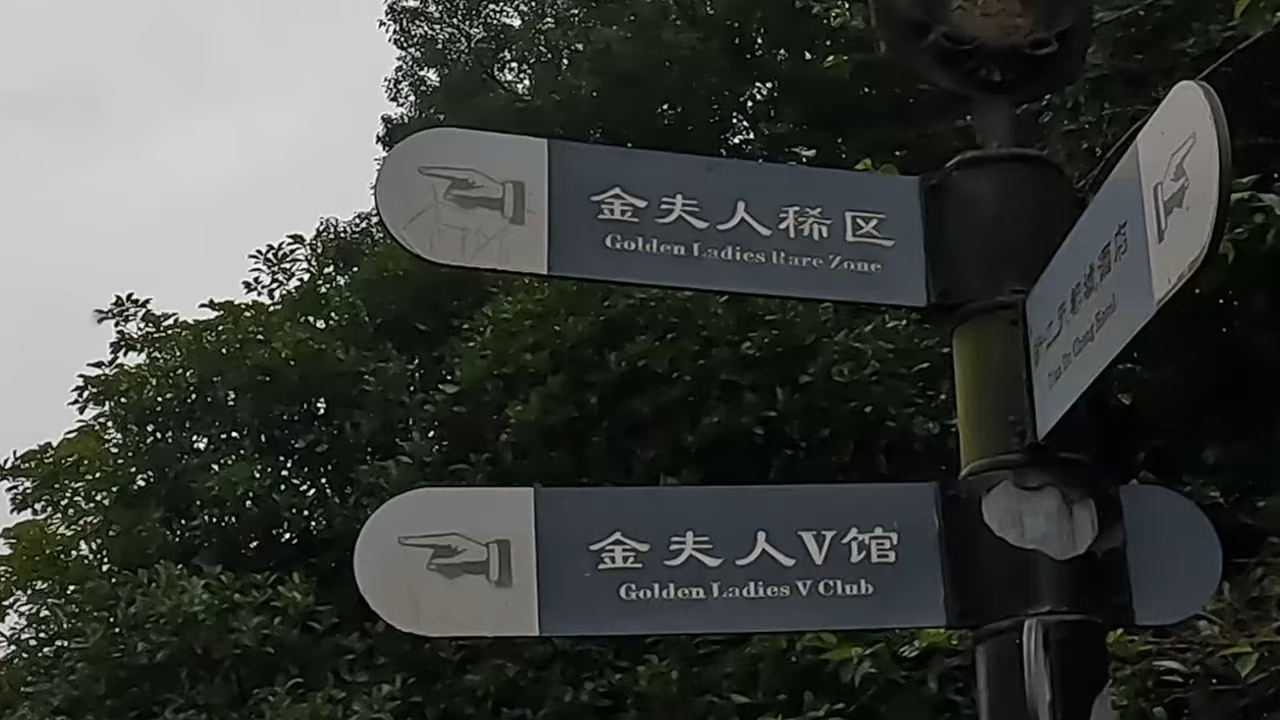 金夫人稀区
Golden Ladies Rare Zone
金夫人V馆
Golden Ladies V Club